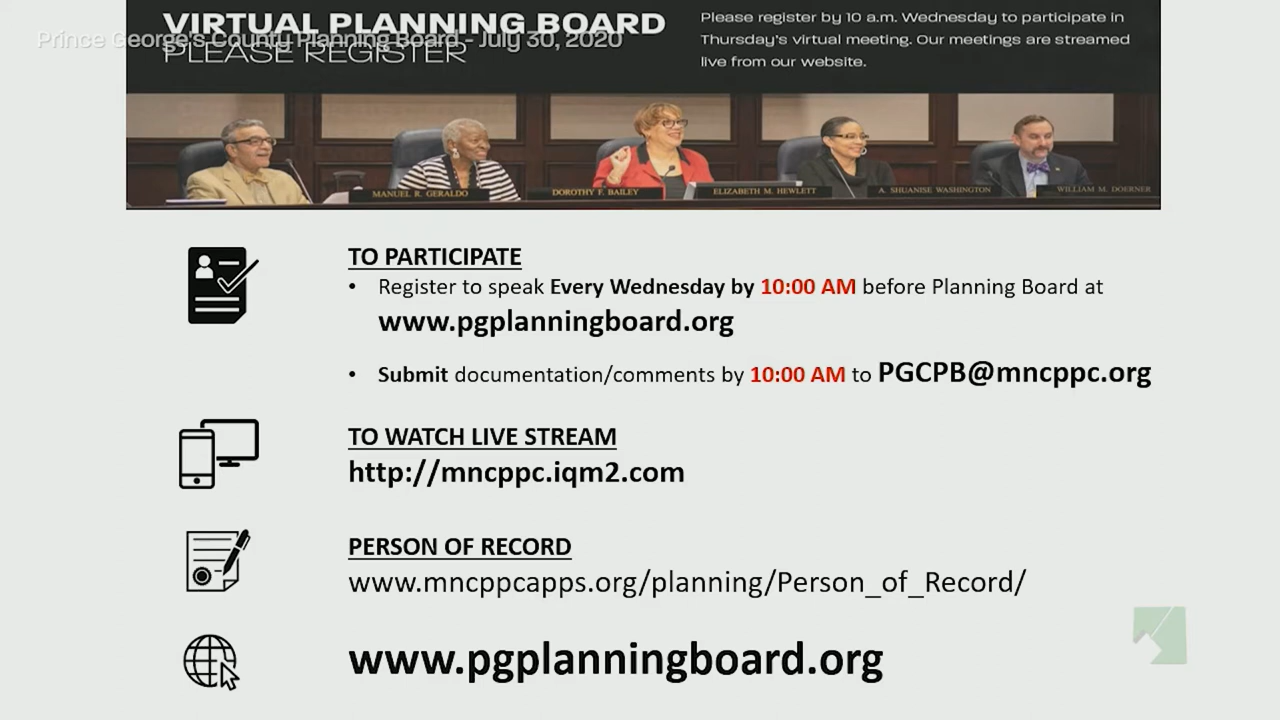 VIRTUAL PLANNING BOARD
Prince George's County Planning Board - July 30, 2020
PLEASE REGISTER
Please register by 10 a.m. Wednesday to participate in
Thursday's virtual meeting. Our meetings are streamed
live from our website.
MANUEL R. GERALDO
DOROTHY F. BAILEY
ELIZABETH M. HEWLETT
A. SHUANISE WASHINGTON
WILLIAM M. DOERNER
TO PARTICIPATE
• Register to speak Every Wednesday by 10:00 AM before Planning Board at
www.pgplanningboard.org
• Submit documentation/comments by 10:00 AM to PGCPB@mncppc.org
TO WATCH LIVE STREAM
http://mncppc.iqm2.com
PERSON OF RECORD
www.mncppcapps.org/planning/Person_of_Record/
www.pgplanningboard.org